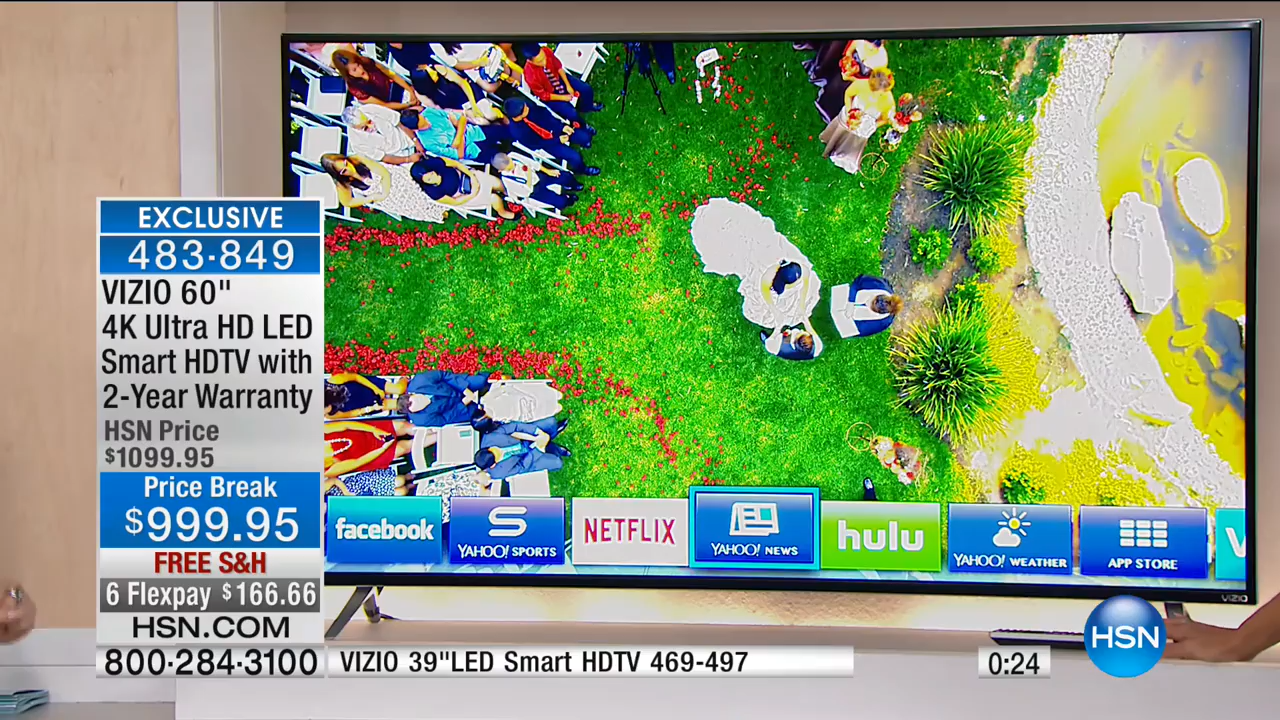 EXCLUSIVE
483·849
VIZIO 60"
4K Ultra HD LED
Smart HDTV with
2-Year Warranty
HSN Price
$1099.95
Price Break
$999.95
FREE S&H
6 Flexpay $166.66
HSN.COM
800·284·3100
VIZIO 39"LED Smart HDTV 469-497
0:24
HSN
facebook
S
YAHOO! SPORTS
NETFLIX
YAHOO! NEWS
hulu
YAHOO! WEATHER
APP STORE
V
VIZIO